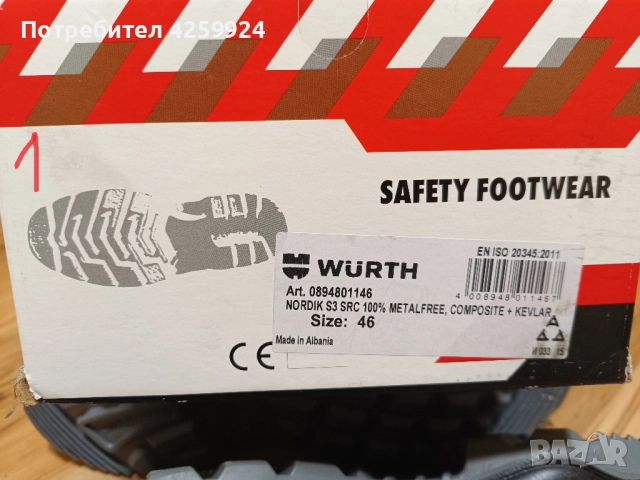 Потребител 4259924
1
SAFETY FOOTWEAR
EN ISO 20345:2011
WÜRTH
Art. 0894801146
4 008948 011467
NORDIK S3 SRC 100% METALFREE, COMPOSITE + KEVLAR
Size: 46
Made in Albania
CE
BAZAR